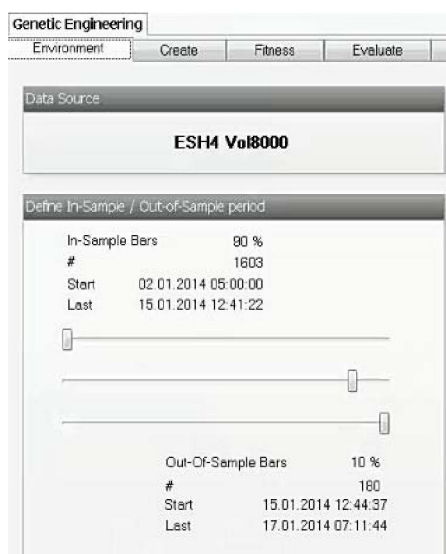 Genetic Engineering
Environment Create Fitness Evaluate
Data Source
ESH4 Vol8000
Define In-Sample / Out-of-Sample period
In-Sample Bars 90 %
# 1603
Start 02.01.2014 05:00:00
Last 15.01.2014 12:41:22
Out-Of-Sample Bars 10 %
# 180
Start 15.01.2014 12:44:37
Last 17.01.2014 07:11:44